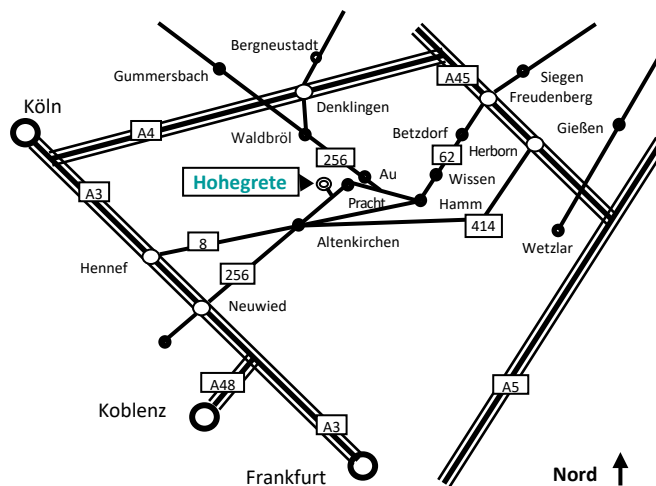 Bergneustadt
Gummersbach
A45
Siegen
Freudenberg
Köln
Denklingen
A4
Waldbröl
Betzdorf
Gießen
256
62
Herborn
Au
Wissen
Hohegrete
A3
Pracht
Hamm
414
Altenkirchen
8
Wetzlar
Hennef
256
Neuwied
A48
A5
Koblenz
A3
Frankfurt
Nord